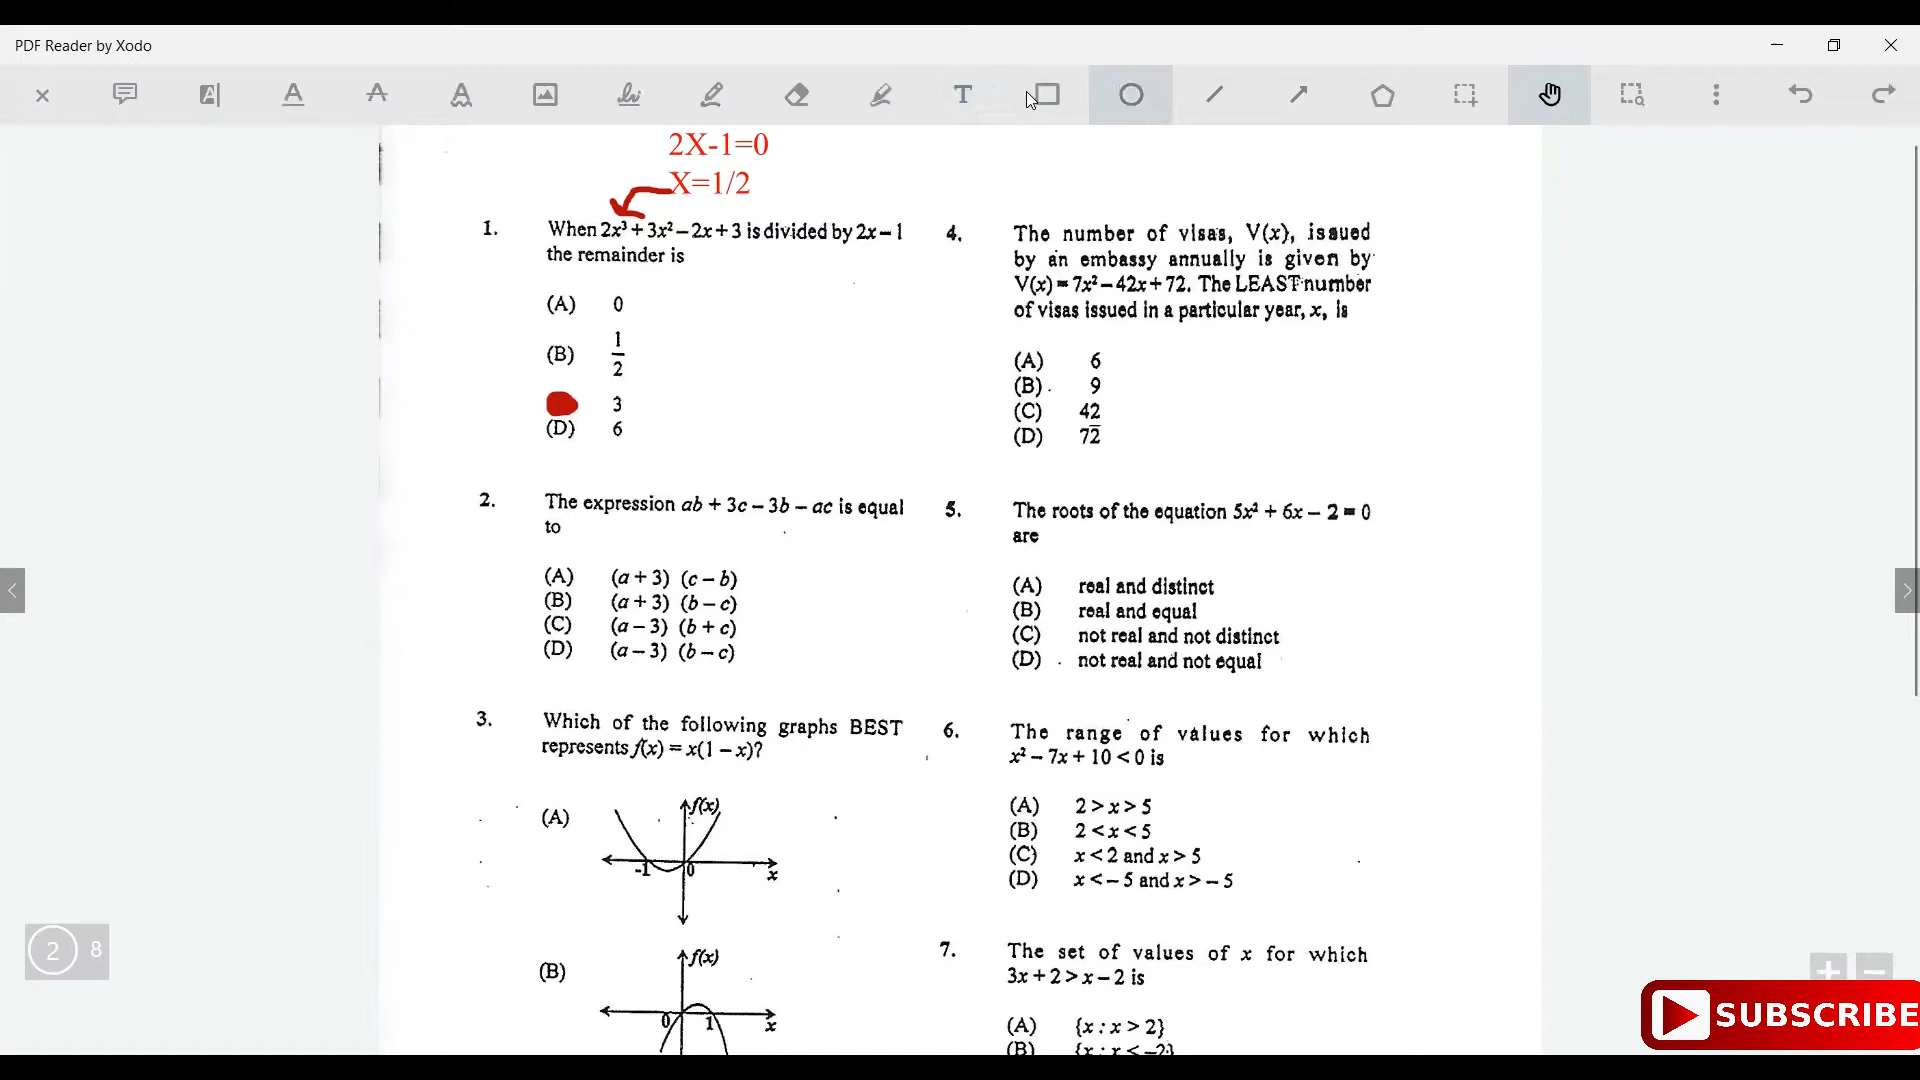 PDF Reader by Xodo
T
2X-1=0
X=1/2
1. When 2x³ + 3x² – 2x + 3 is divided by 2x – 1
the remainder is
(A) 0
(B) 1/2
3
(D) 6
2. The expression ab + 3c – 3b – ac is equal
to
(A) (a + 3) (c – b)
(B) (a + 3) (b – c)
(C) (a – 3) (b + c)
(D) (a – 3) (b – c)
3. Which of the following graphs BEST
represents f(x) = x(1 – x)?
(A)
f(x)
-1 0 x
(B)
f(x)
0 1 x
4. The number of visas, V(x), issued
by an embassy annually is given by
V(x) = 7x² – 42x + 72. The LEAST number
of visas issued in a particular year, x, is
(A) 6
(B) 9
(C) 42
(D) 72
5. The roots of the equation 5x² + 6x – 2 = 0
are
(A) real and distinct
(B) real and equal
(C) not real and not distinct
(D) not real and not equal
6. The range of values for which
x² – 7x + 10 < 0 is
(A) 2 > x > 5
(B) 2 < x < 5
(C) x < 2 and x > 5
(D) x < – 5 and x > – 5
7. The set of values of x for which
3x + 2 > x – 2 is
(A) {x : x > 2}
(B) {x : x < –2}
2 8
SUBSCRIBE